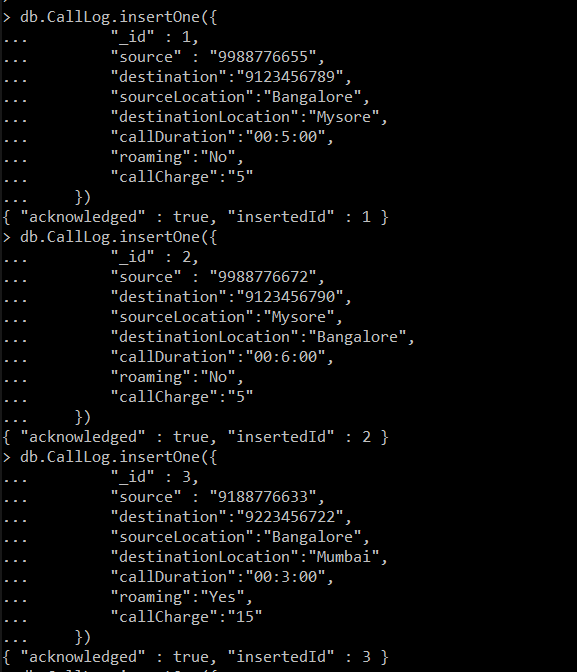 > db.CallLog.insertOne({
... "_id" : 1,
... "source" : "9988776655",
... "destination":"9123456789",
... "sourceLocation":"Bangalore",
... "destinationLocation":"Mysore",
... "callDuration":"00:5:00",
... "roaming":"No",
... "callCharge":"5"
... })
{ "acknowledged" : true, "insertedId" : 1 }
> db.CallLog.insertOne({
... "_id" : 2,
... "source" : "9988776672",
... "destination":"9123456790",
... "sourceLocation":"Mysore",
... "destinationLocation":"Bangalore",
... "callDuration":"00:6:00",
... "roaming":"No",
... "callCharge":"5"
... })
{ "acknowledged" : true, "insertedId" : 2 }
> db.CallLog.insertOne({
... "_id" : 3,
... "source" : "9188776633",
... "destination":"9223456722",
... "sourceLocation":"Bangalore",
... "destinationLocation":"Mumbai",
... "callDuration":"00:3:00",
... "roaming":"Yes",
... "callCharge":"15"
... })
{ "acknowledged" : true, "insertedId" : 3 }